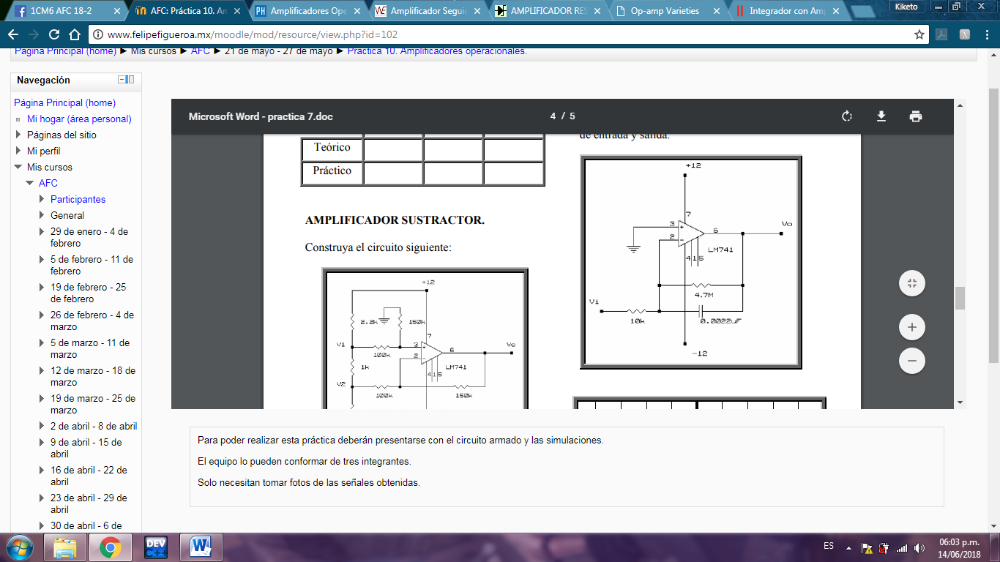 1CM6 AFC 18-2
AFC: Práctica 10. Am
Amplificadores Ope
Amplificador Seguid
AMPLIFICADOR RES
Op-amp Varieties
Integrador con Amp
Kiketo
www.felipefigueroa.mx/moodle/mod/resource/view.php?id=102
Página Principal (home) ► Mis cursos ► AFC ► 21 de mayo - 27 de mayo ► Práctica 10. Amplificadores operacionales.
Navegación
Página Principal (home)
Mi hogar (área personal)
Páginas del sitio
Mi perfil
Mis cursos
AFC
Participantes
General
29 de enero - 4 de
febrero
5 de febrero - 11 de
febrero
19 de febrero - 25
de febrero
26 de febrero - 4 de
marzo
5 de marzo - 11 de
marzo
12 de marzo - 18 de
marzo
19 de marzo - 25 de
marzo
2 de abril - 8 de abril
9 de abril - 15 de
abril
16 de abril - 22 de
abril
23 de abril - 29 de
abril
30 de abril - 6 de
Microsoft Word - practica 7.doc
4 / 5
Teórico
Práctico
AMPLIFICADOR SUSTRACTOR.
Construya el circuito siguiente:
+12
2.2k
150k
7
V1
3
+
6
Vo
100k
2
-
1k
LM741
415
V2
100k
150k
de entrada y salida.
+12
7
3
+
6
Vo
2
-
LM741
415
4.7M
Vi
10k
0.0022uF
-12
Para poder realizar esta práctica deberán presentarse con el circuito armado y las simulaciones.
El equipo lo pueden conformar de tres integrantes.
Solo necesitan tomar fotos de las señales obtenidas.
DEV
C++
W
ES
06:03 p.m.
14/06/2018